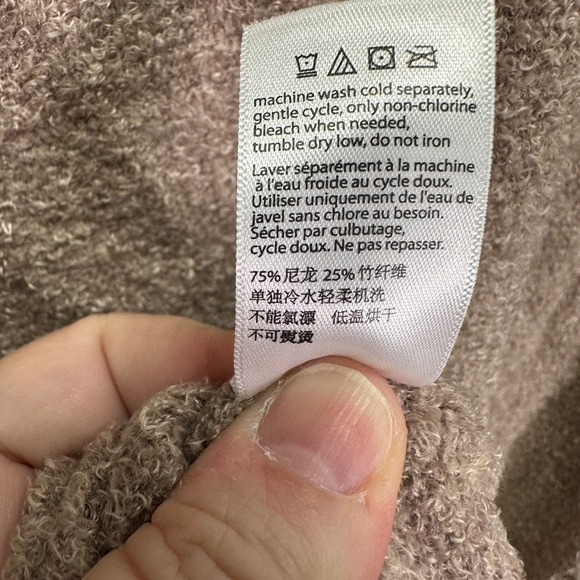 machine wash cold separately,
gentle cycle, only non-chlorine
bleach when needed,
tumble dry low, do not iron
Laver séparément à la machine
à l'eau froide au cycle doux.
Utiliser uniquement de l'eau de
javel sans chlore au besoin.
Sécher par culbutage,
cycle doux. Ne pas repasser.
75% 尼龙 25% 竹纤维
单独冷水轻柔机洗
不能氯漂 低温烘干
不可熨烫